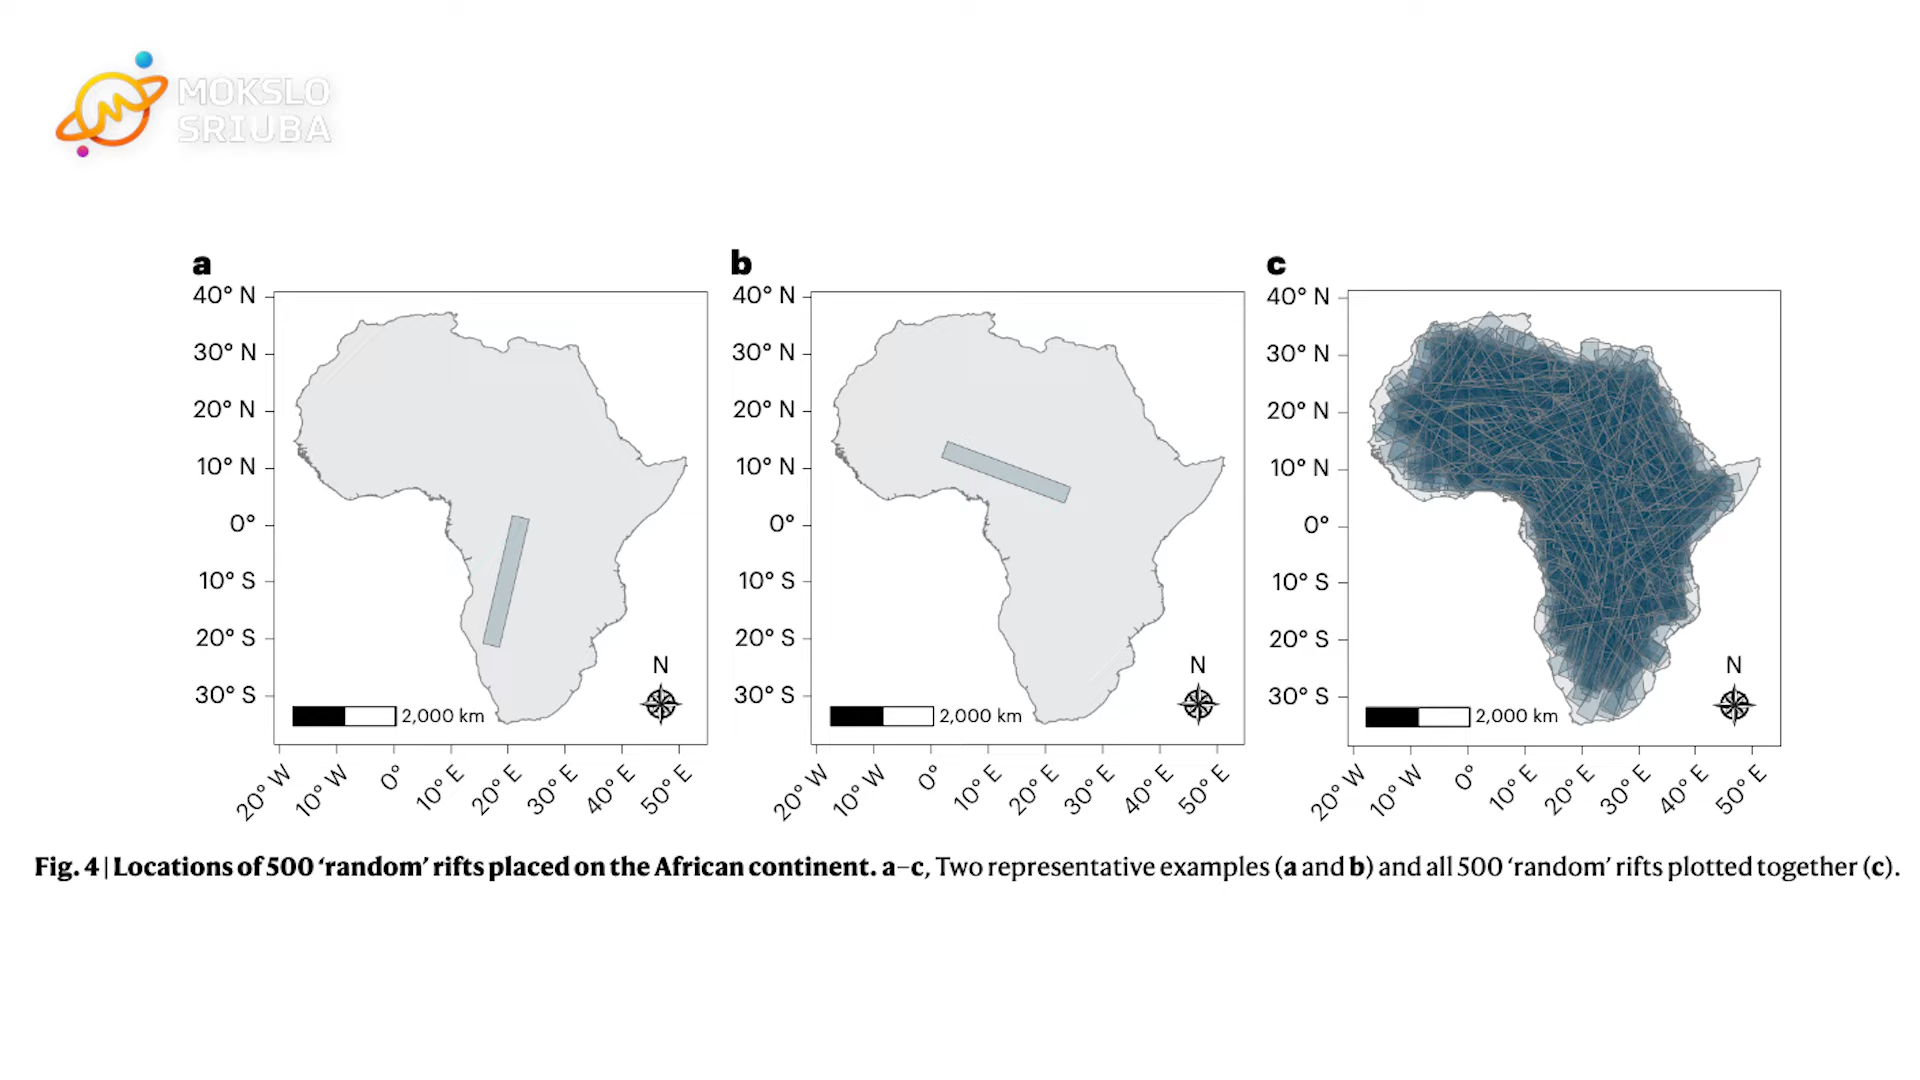 MOKSLO
SRIUBA
a
40° N
30° N
20° N
10° N
0°
10° S
20° S
30° S
N
2,000 km
20° W
10° W
0°
10° E
20° E
30° E
40° E
50° E
b
40° N
30° N
20° N
10° N
0°
10° S
20° S
30° S
N
2,000 km
20° W
10° W
0°
10° E
20° E
30° E
40° E
50° E
c
40° N
30° N
20° N
10° N
0°
10° S
20° S
30° S
N
2,000 km
20° W
10° W
0°
10° E
20° E
30° E
40° E
50° E
Fig. 4 | Locations of 500 ‘random’ rifts placed on the African continent. a–c, Two representative examples (a and b) and all 500 ‘random’ rifts plotted together (c).